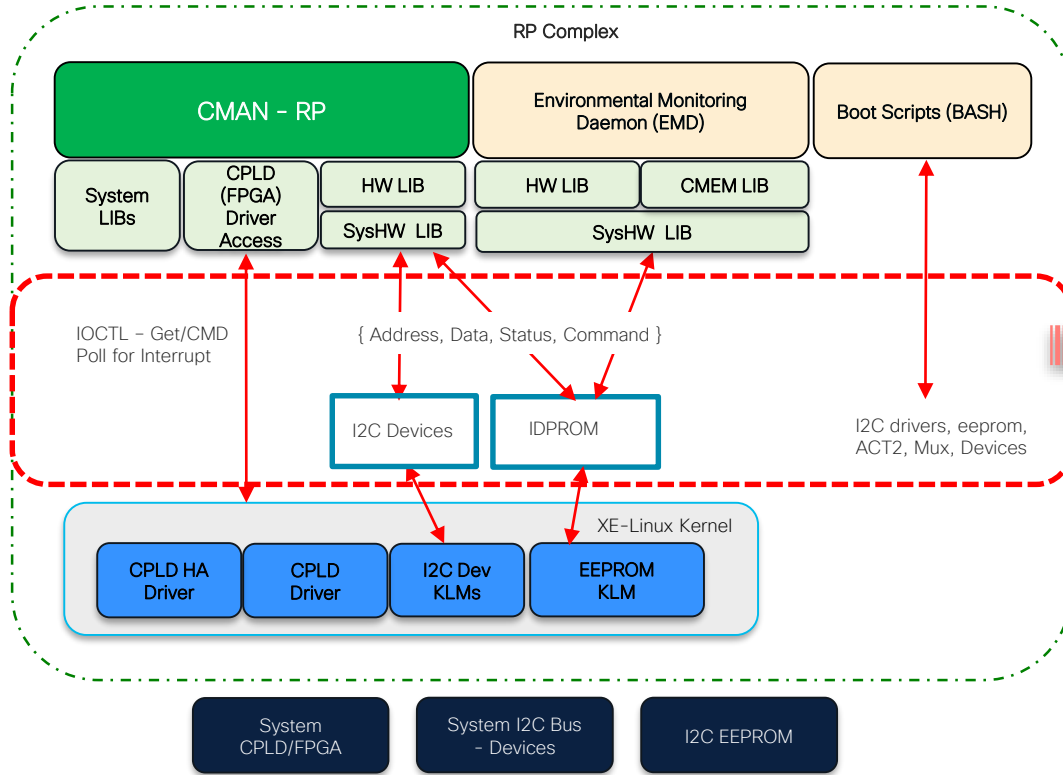 RP Complex
CMAN – RP
Environmental Monitoring
Daemon (EMD)
Boot Scripts (BASH)
System
LIBs
CPLD
(FPGA)
Driver
Access
HW LIB
SysHW LIB
HW LIB
CMEM LIB
SysHW LIB
IOCTL – Get/CMD
Poll for Interrupt
{ Address, Data, Status, Command }
I2C Devices
IDPROM
I2C drivers, eeprom,
ACT2, Mux, Devices
XE-Linux Kernel
CPLD HA
Driver
CPLD
Driver
I2C Dev
KLMs
EEPROM
KLM
System
CPLD/FPGA
System I2C Bus
– Devices
I2C EEPROM